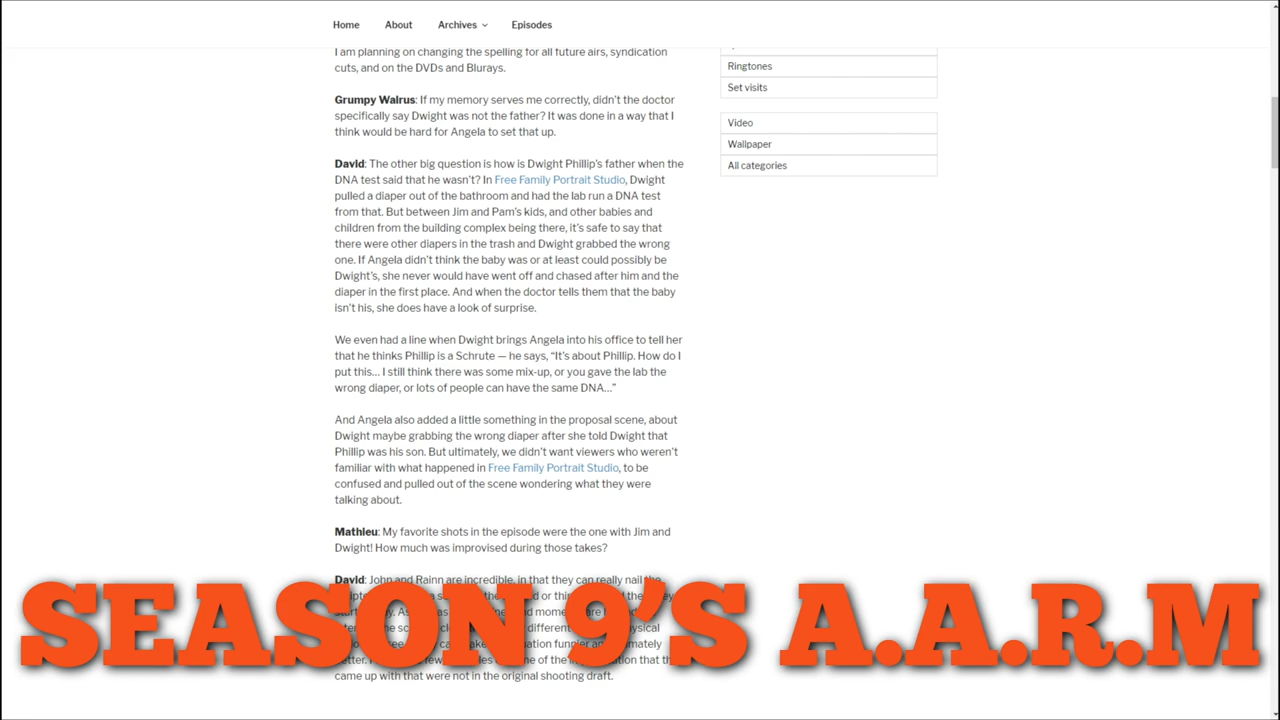 Home About Archives Episodes
I am planning on changing the spelling for all future airs, syndication
cuts, and on the DVDs and Blurays.
Ringtones
Set visits
Video
Wallpaper
All categories
Grumpy Walrus: If my memory serves me correctly, didn't the doctor
specifically say Dwight was not the father? It was done in a way that I
think would be hard for Angela to set that up.
David: The other big question is how is Dwight Phillip's father when the
DNA test said that he wasn't? In Free Family Portrait Studio, Dwight
pulled a diaper out of the bathroom and had the lab run a DNA test
from that. But between Jim and Pam's kids, and other babies and
children from the building complex being there, it's safe to say that
there were other diapers in the trash and Dwight grabbed the wrong
one. If Angela didn't think the baby was or at least could possibly be
Dwight's, she never would have went off and chased after him and the
diaper in the first place. And when the doctor tells them that the baby
isn't his, she does have a look of surprise.
We even had a line when Dwight brings Angela into his office to tell her
that he thinks Phillip is a Schrute — he says, “It's about Phillip. How do I
put this… I still think there was some mix-up, or you gave the lab the
wrong diaper, or lots of people can have the same DNA…”
And Angela also added a little something in the proposal scene, about
Dwight maybe grabbing the wrong diaper after she told Dwight that
Phillip was his son. But ultimately, we didn't want viewers who weren't
familiar with what happened in Free Family Portrait Studio, to be
confused and pulled out of the scene wondering what they were
talking about.
Mathieu: My favorite shots in the episode were the one with Jim and
Dwight! How much was improvised during those takes?
David: John and Rainn are incredible, in that they can really nail the
came up with that were not in the original shooting draft.
SEASON 9'S A.A.R.M